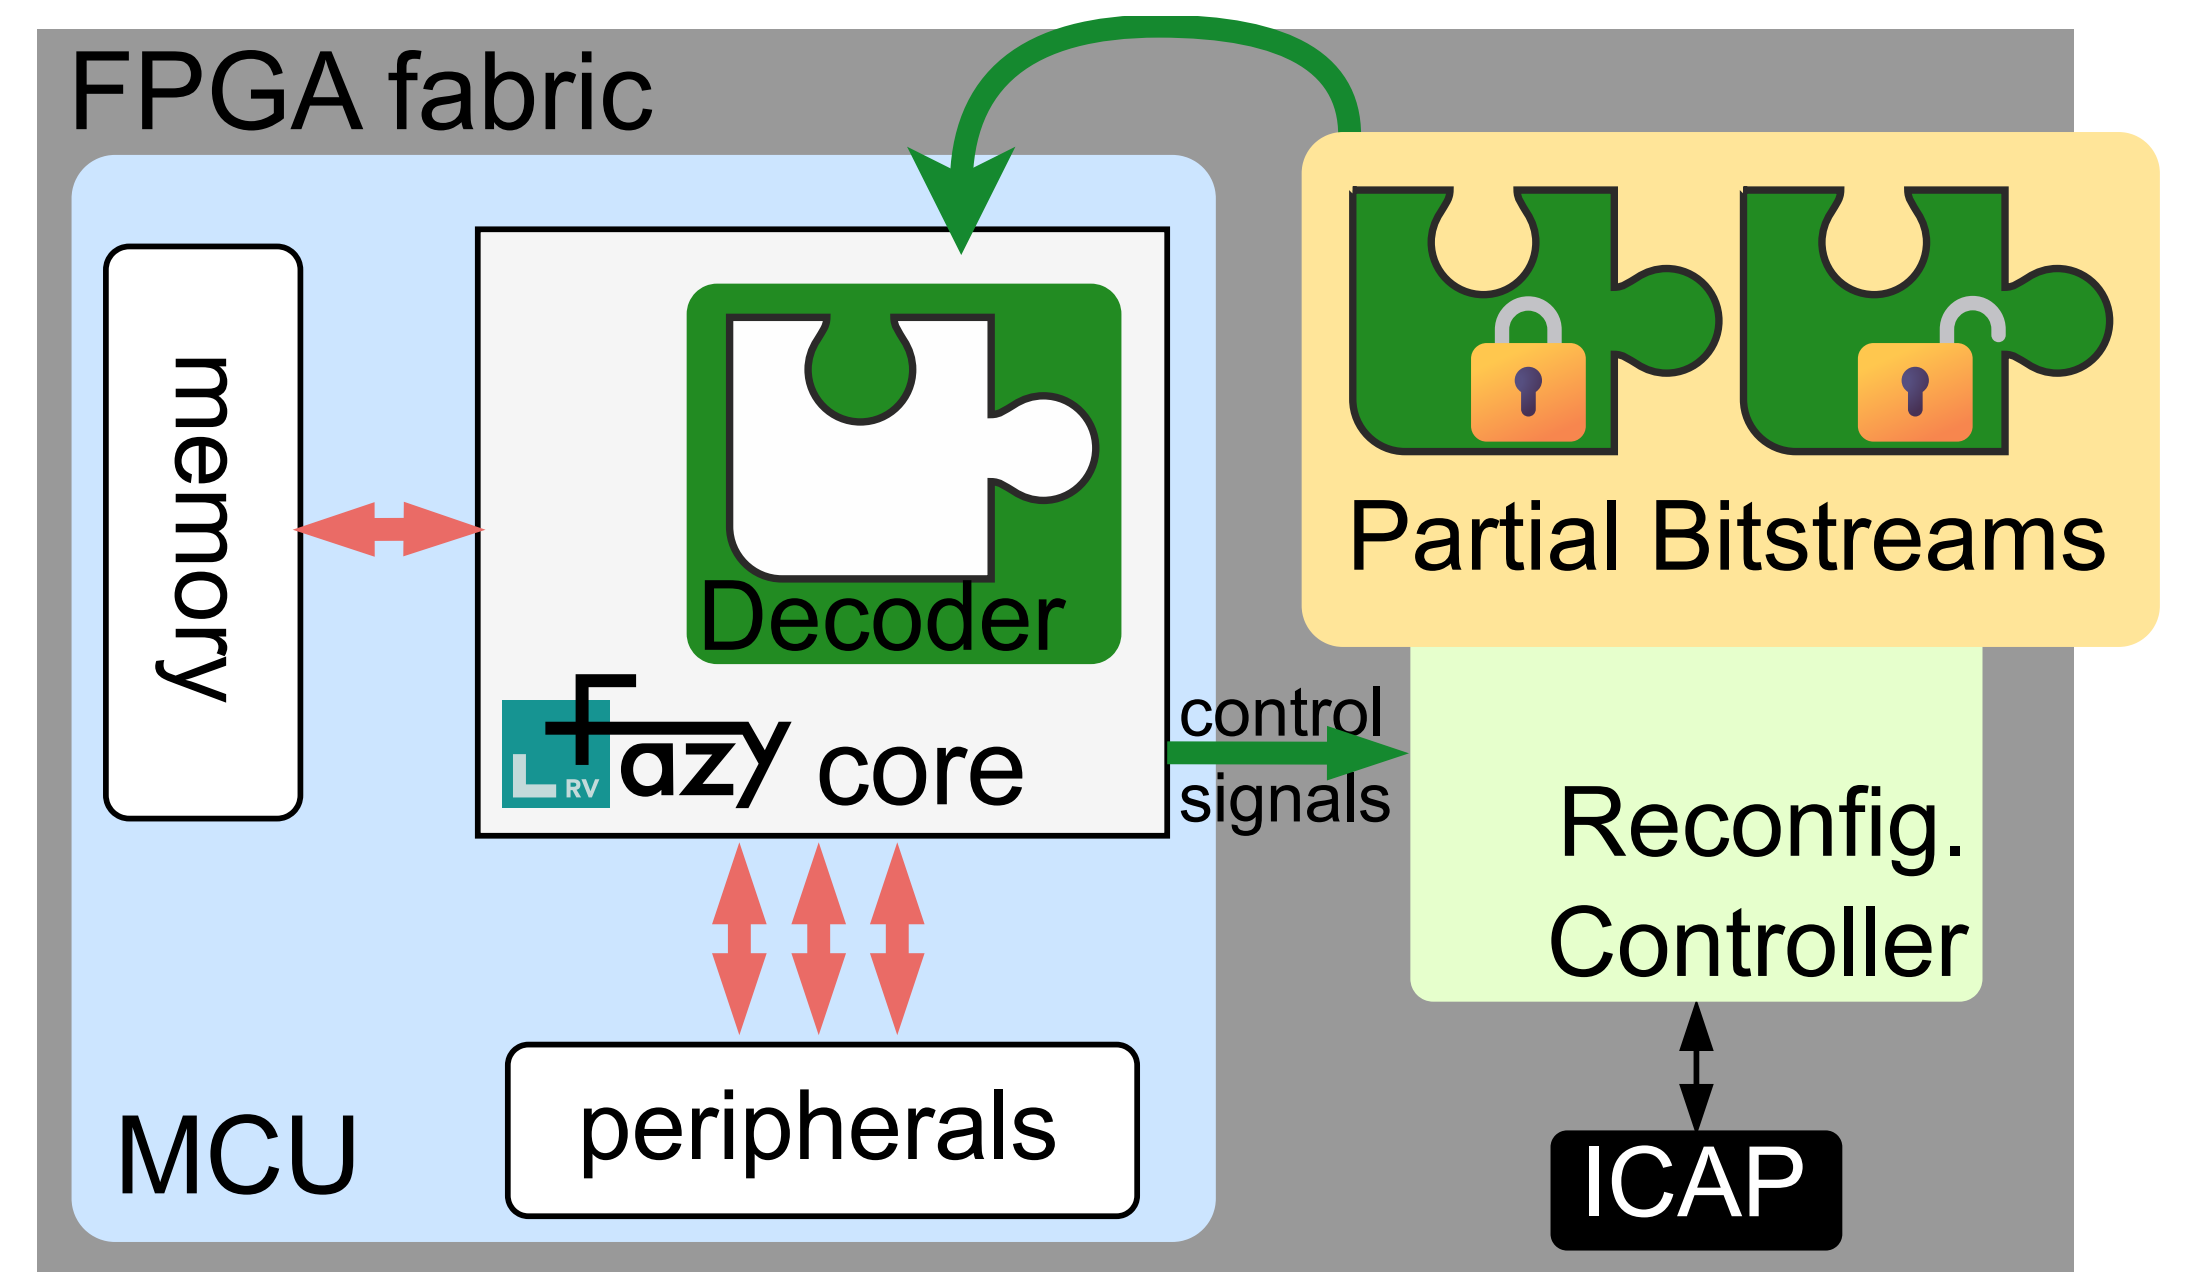 FPGA fabric
memory
Decoder
L RV fazy core
Partial Bitstreams
control
signals
Reconfig.
Controller
peripherals
MCU
ICAP